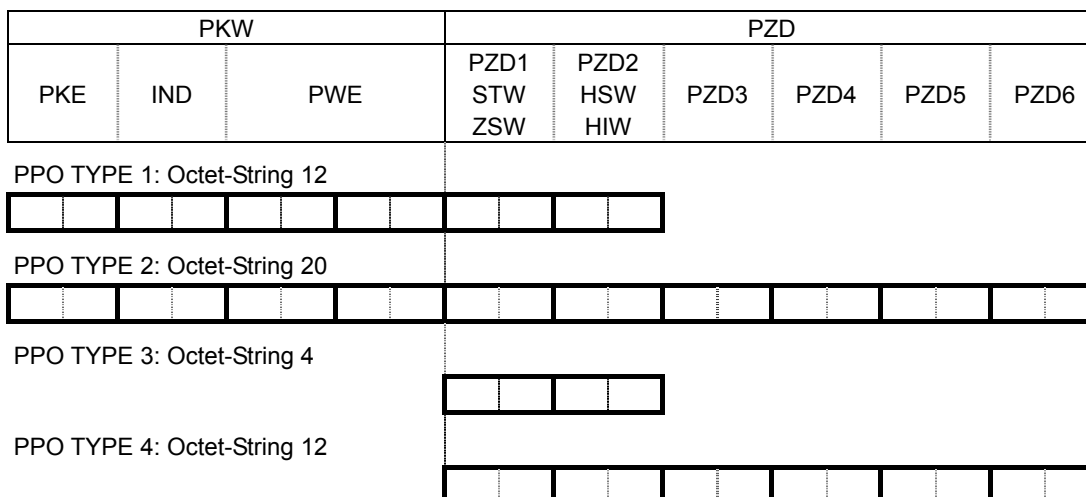 PKW PZD
PKE IND PWE PZD1 STW ZSW PZD2 HSW HIW PZD3 PZD4 PZD5 PZD6
PPO TYPE 1: Octet-String 12
PPO TYPE 2: Octet-String 20
PPO TYPE 3: Octet-String 4
PPO TYPE 4: Octet-String 12